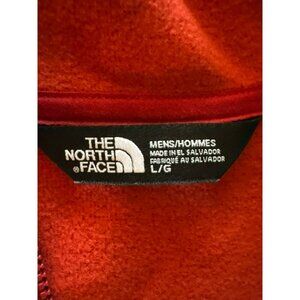 THE
NORTH
®FACE
MENS/HOMMES
MADE IN EL SALVADOR
FABRIQUÉ AU SALVADOR
L/G